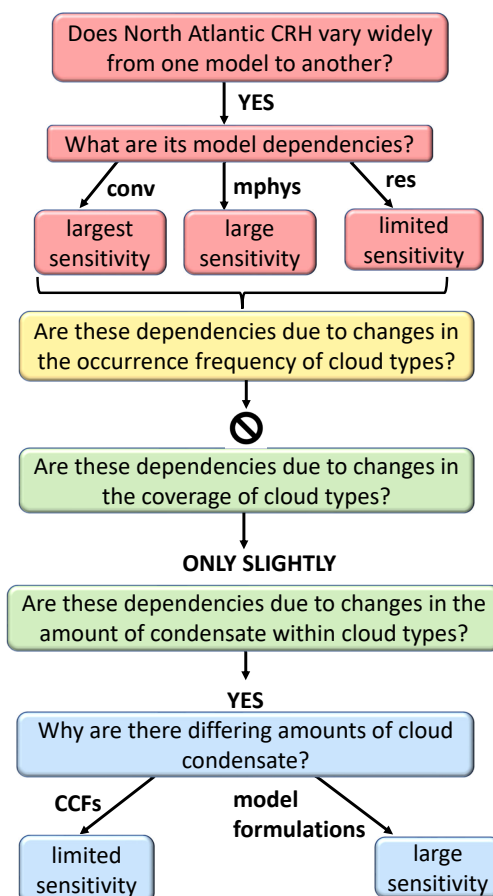 Does North Atlantic CRH vary widely
from one model to another?
YES
What are its model dependencies?
conv
mphys
res
largest
sensitivity
large
sensitivity
limited
sensitivity
Are these dependencies due to changes in
the occurrence frequency of cloud types?
Are these dependencies due to changes in
the coverage of cloud types?
ONLY SLIGHTLY
Are these dependencies due to changes in the
amount of condensate within cloud types?
YES
Why are there differing amounts of cloud
condensate?
CCFs
model
formulations
limited
sensitivity
large
sensitivity